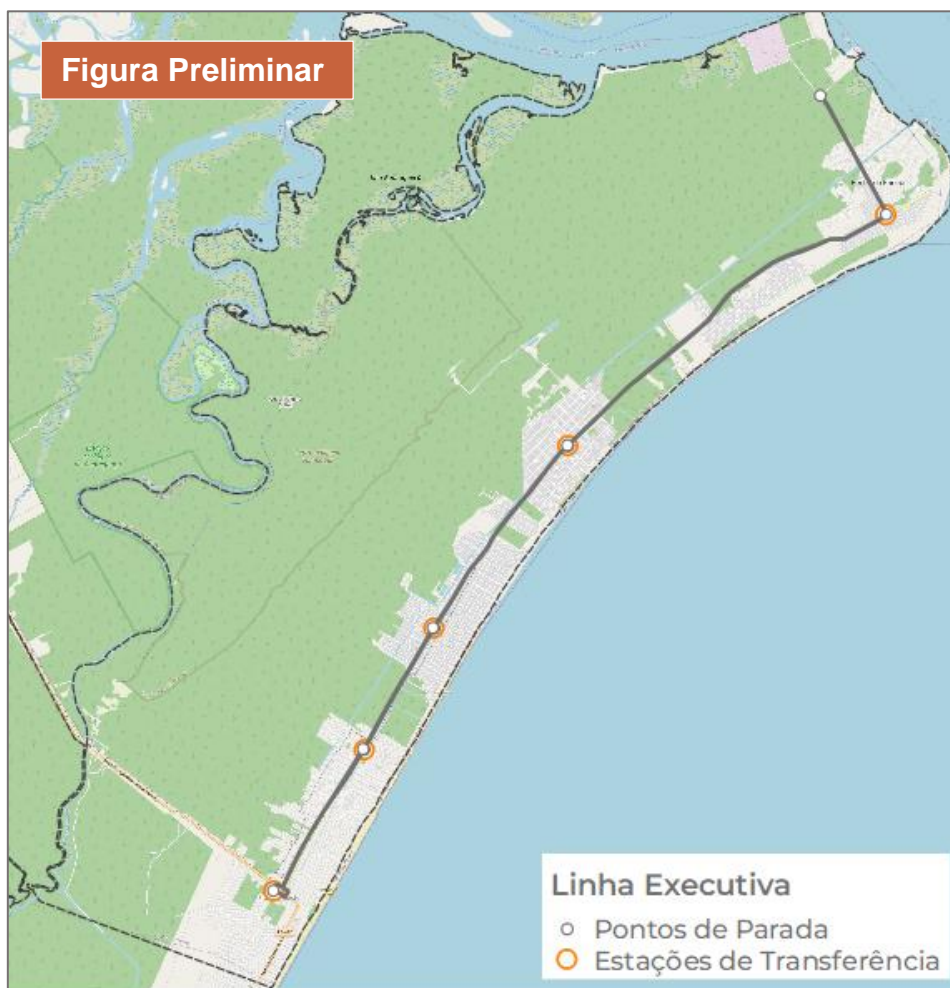 Figura Preliminar
Linha Executiva
Pontos de Parada
Estações de Transferência